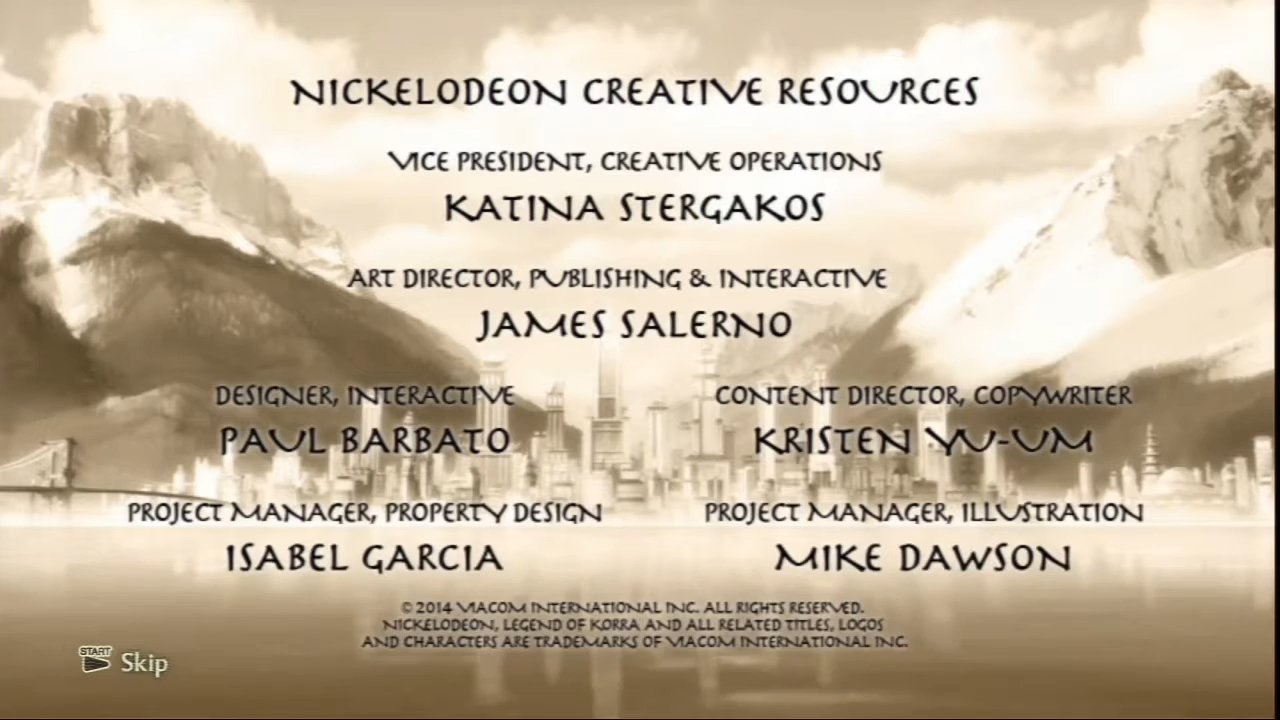 NICKELODEON CREATIVE RESOURCES
VICE PRESIDENT, CREATIVE OPERATIONS
KATINA STERGAKOS
ART DIRECTOR, PUBLISHING & INTERACTIVE
JAMES SALERNO
DESIGNER, INTERACTIVE
PAUL BARBATO
CONTENT DIRECTOR, COPYWRITER
KRISTEN YU-UM
PROJECT MANAGER, PROPERTY DESIGN
ISABEL GARCIA
PROJECT MANAGER, ILLUSTRATION
MIKE DAWSON
© 2014 VIACOM INTERNATIONAL INC. ALL RIGHTS RESERVED.
NICKELODEON, LEGEND OF KORRA AND ALL RELATED TITLES, LOGOS
AND CHARACTERS ARE TRADEMARKS OF VIACOM INTERNATIONAL INC.
START Skip